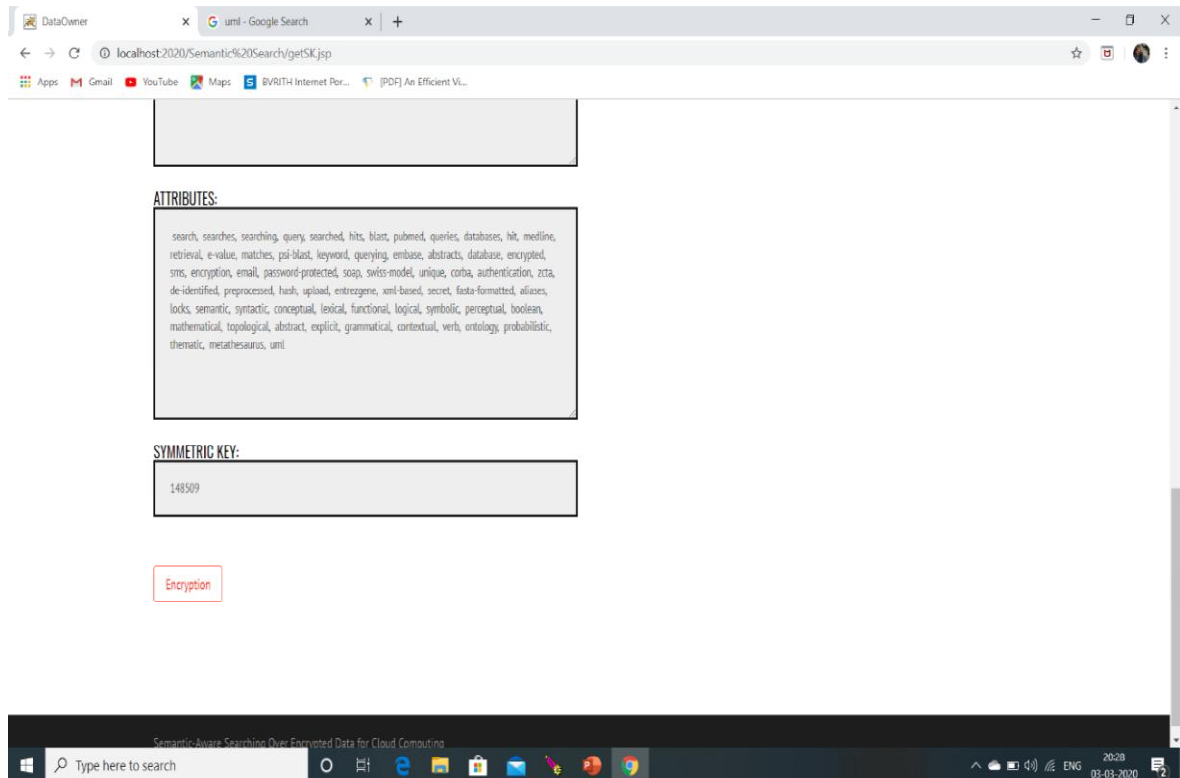 DataOwner
uml - Google Search
localhost:2020/Semantic%20Search/getSK.jsp
Apps
Gmail
YouTube
Maps
BVRITH Internet Por...
[PDF] An Efficient Vi...
ATTRIBUTES:
search, searches, searching, query, searched, hits, blast, pubmed, queries, databases, hit, medline,
retrieval, e-value, matches, psi-blast, keyword, querying, embase, abstracts, database, encrypted,
sms, encryption, email, password-protected, soap, swiss-model, unique, corba, authentication, zcta,
de-identified, preprocessed, hash, upload, entrezgene, xml-based, secret, fasta-formatted, aliases,
locks, semantic, syntactic, conceptual, lexical, functional, logical, symbolic, perceptual, boolean,
mathematical, topological, abstract, explicit, grammatical, contextual, verb, ontology, probabilistic,
thematic, metathesaurus, uml
SYMMETRIC KEY:
148509
Encryption
Semantic-Aware Searching Over Encrypted Data for Cloud Computing
Type here to search
ENG
20:28
03-03-2020